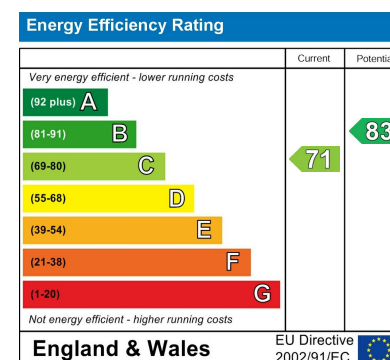 Energy Efficiency Rating
Current
Very energy efficient - lower running costs
(92 plus) A
(81-91) B
83
(69-80) C
71
(55-68) D
(39-54) E
(21-38) F
(1-20) G
Not energy efficient - higher running costs
England & Wales
EU Directive
2002/91/EC